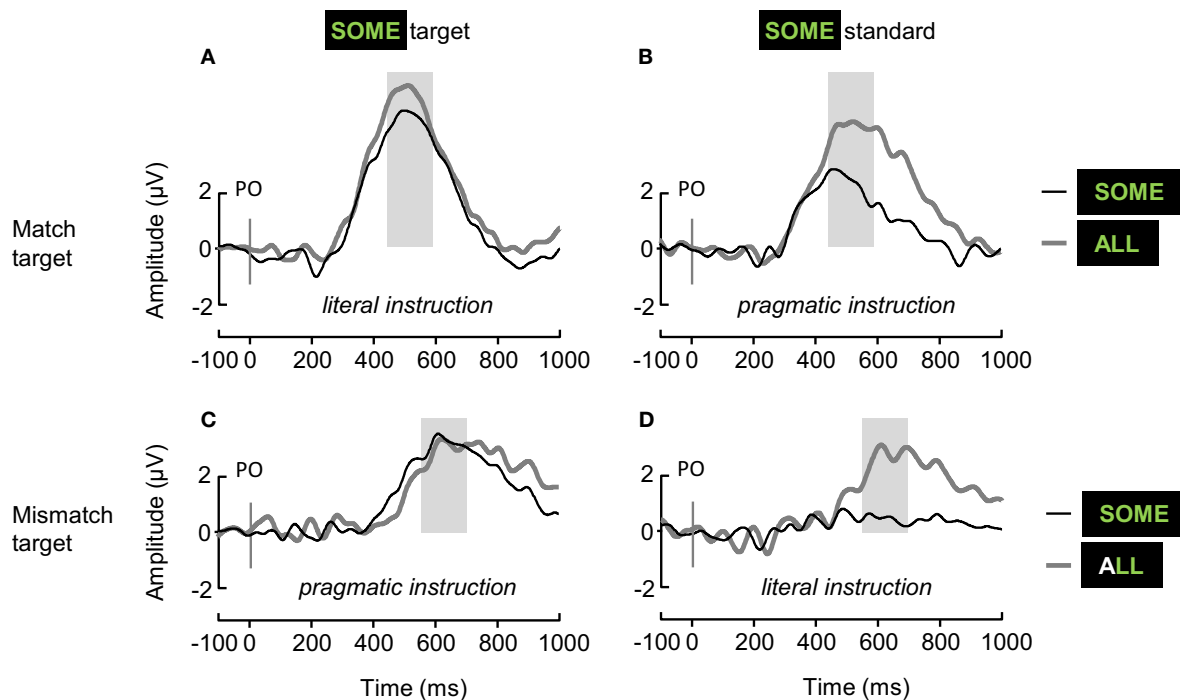 SOME target
SOME standard
A
B
Amplitude (µV)
2
0
-2
PO
literal instruction
-100 0 200 400 600 800 1000
2
0
-2
PO
pragmatic instruction
-100 0 200 400 600 800 1000
Match
target
SOME
ALL
C
D
Amplitude (µV)
2
0
-2
PO
pragmatic instruction
-100 0 200 400 600 800 1000
Time (ms)
2
0
-2
PO
literal instruction
-100 0 200 400 600 800 1000
Time (ms)
Mismatch
target
SOME
ALL